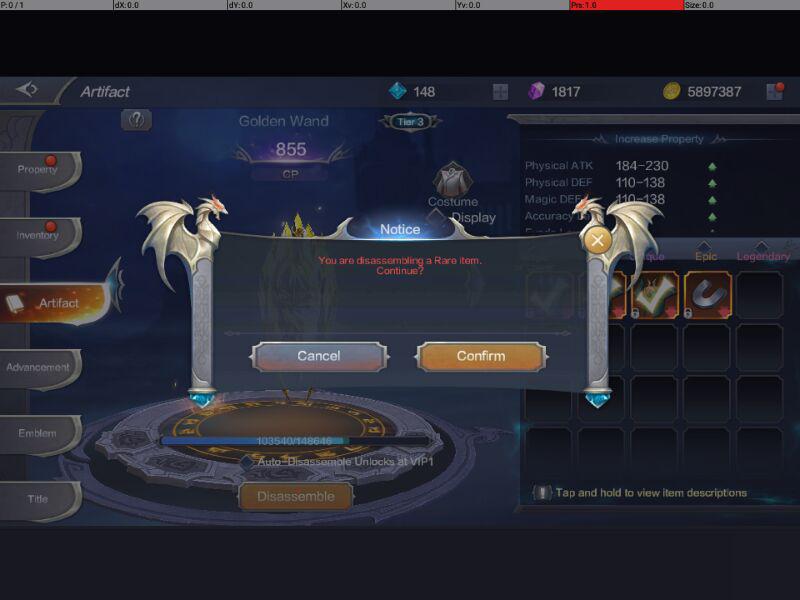 P: 0 / 1 dX: 0.0 dY: 0.0 Xv: 0.0 Yv: 0.0 Prs: 1.0 Size: 0.0
Artifact 148 1817 5897387
Golden Wand
Tier 3
855
CP
Increase Property
Physical ATK 184-230
Physical DEF 110-138
Magic DEF 110-138
Accuracy
Property
Inventory
Artifact
Advancement
Emblem
Title
Costume
Display
Epic Legendary
Notice
You are disassembling a Rare item.
Continue?
Cancel Confirm
103540/148646
Auto-Disassemble Unlocks at VIP1
Disassemble
Tap and hold to view item descriptions